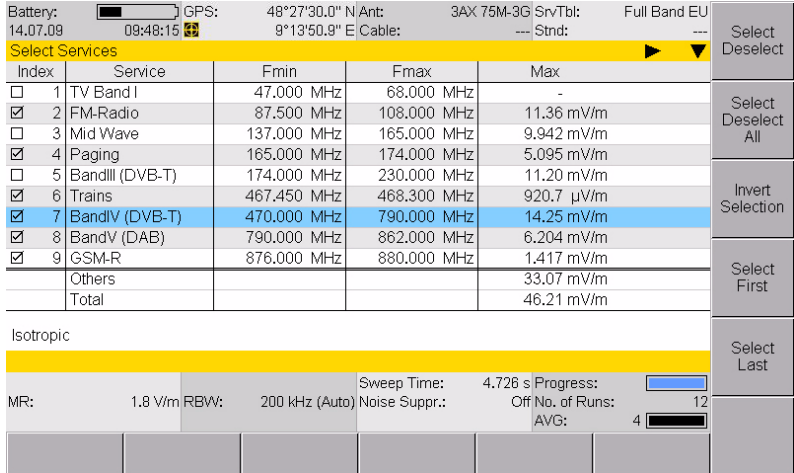 Battery: GPS: 48°27'30.0" N Ant: 3AX 75M-3G SrvTbl: Full Band EU
14.07.09 09:48:15 9°13'50.9" E Cable: --- Stnd: ---
Select Services
Index Service Fmin Fmax Max
1 TV Band I 47.000 MHz 68.000 MHz -
2 FM-Radio 87.500 MHz 108.000 MHz 11.36 mV/m
3 Mid Wave 137.000 MHz 165.000 MHz 9.942 mV/m
4 Paging 165.000 MHz 174.000 MHz 5.095 mV/m
5 BandIII (DVB-T) 174.000 MHz 230.000 MHz 11.20 mV/m
6 Trains 467.450 MHz 468.300 MHz 920.7 µV/m
7 BandIV (DVB-T) 470.000 MHz 790.000 MHz 14.25 mV/m
8 BandV (DAB) 790.000 MHz 862.000 MHz 6.204 mV/m
9 GSM-R 876.000 MHz 880.000 MHz 1.417 mV/m
Others 33.07 mV/m
Total 46.21 mV/m
Isotropic
Sweep Time: 4.726 s Progress:
MR: 1.8 V/m RBW: 200 kHz (Auto) Noise Suppr.: Off No. of Runs: 12
AVG: 4
Select
Deselect
Select
Deselect
All
Invert
Selection
Select
First
Select
Last